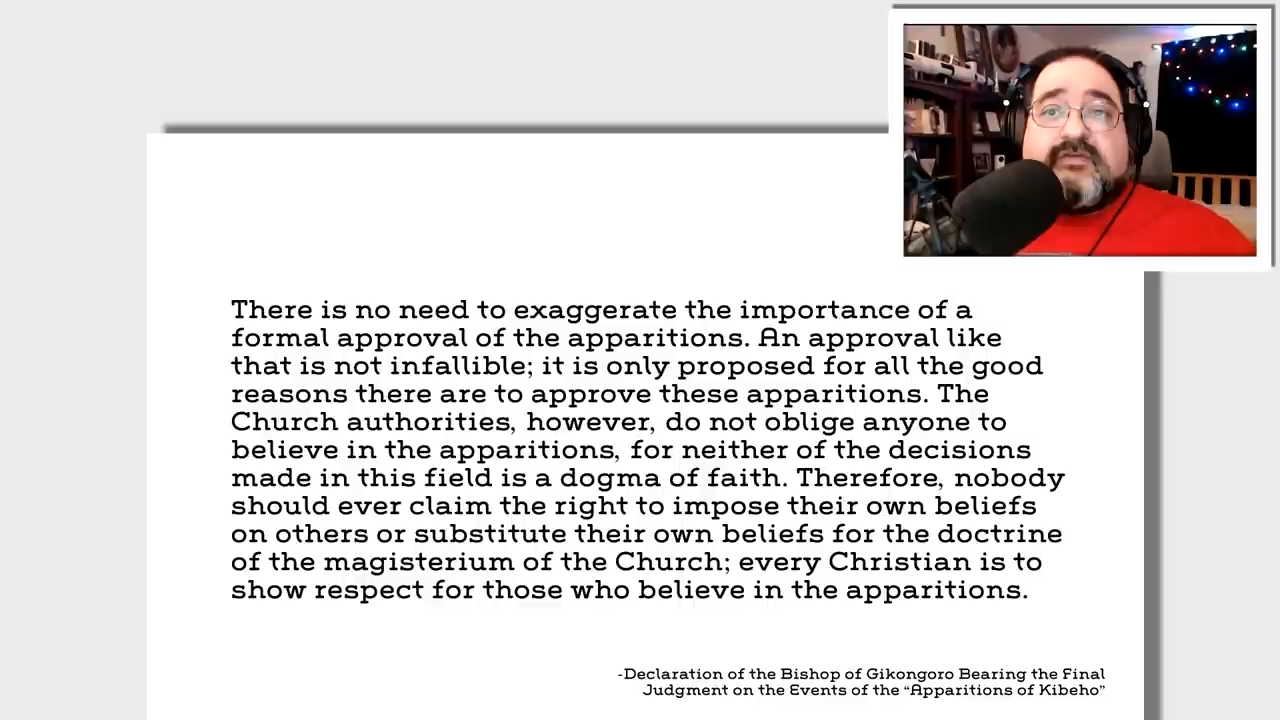 There is no need to exaggerate the importance of a
formal approval of the apparitions. An approval like
that is not infallible; it is only proposed for all the good
reasons there are to approve these apparitions. The
Church authorities, however, do not oblige anyone to
believe in the apparitions, for neither of the decisions
made in this field is a dogma of faith. Therefore, nobody
should ever claim the right to impose their own beliefs
on others or substitute their own beliefs for the doctrine
of the magisterium of the Church; every Christian is to
show respect for those who believe in the apparitions.
-Declaration of the Bishop of Gikongoro Bearing the Final
Judgment on the Events of the “Apparitions of Kibeho”